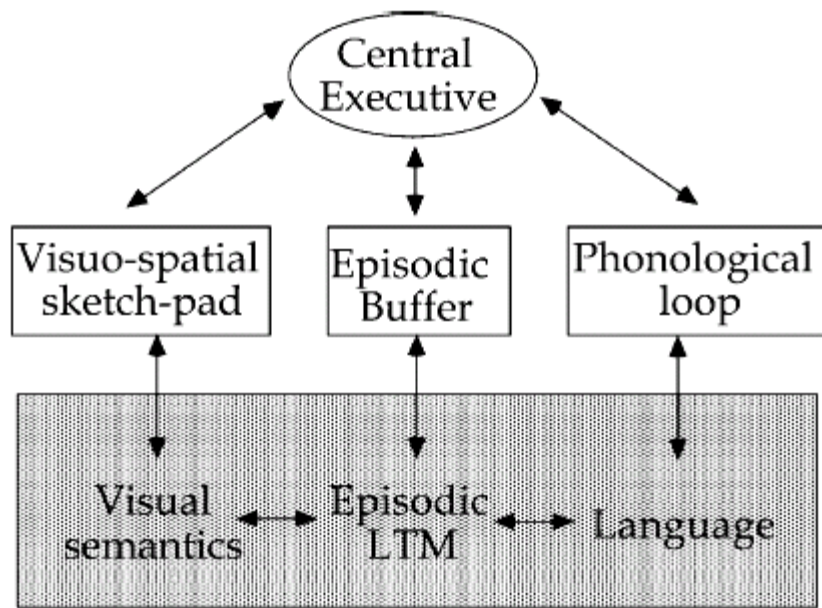 Central
Executive
Visuo-spatial
sketch-pad
Episodic
Buffer
Phonological
loop
Visual
semantics
Episodic
LTM
Language